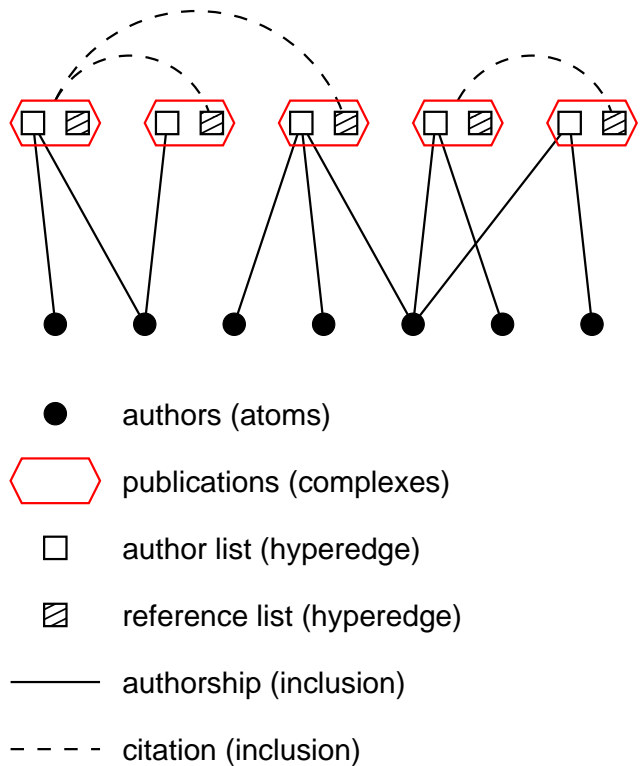 authors (atoms)
publications (complexes)
author list (hyperedge)
reference list (hyperedge)
authorship (inclusion)
citation (inclusion)